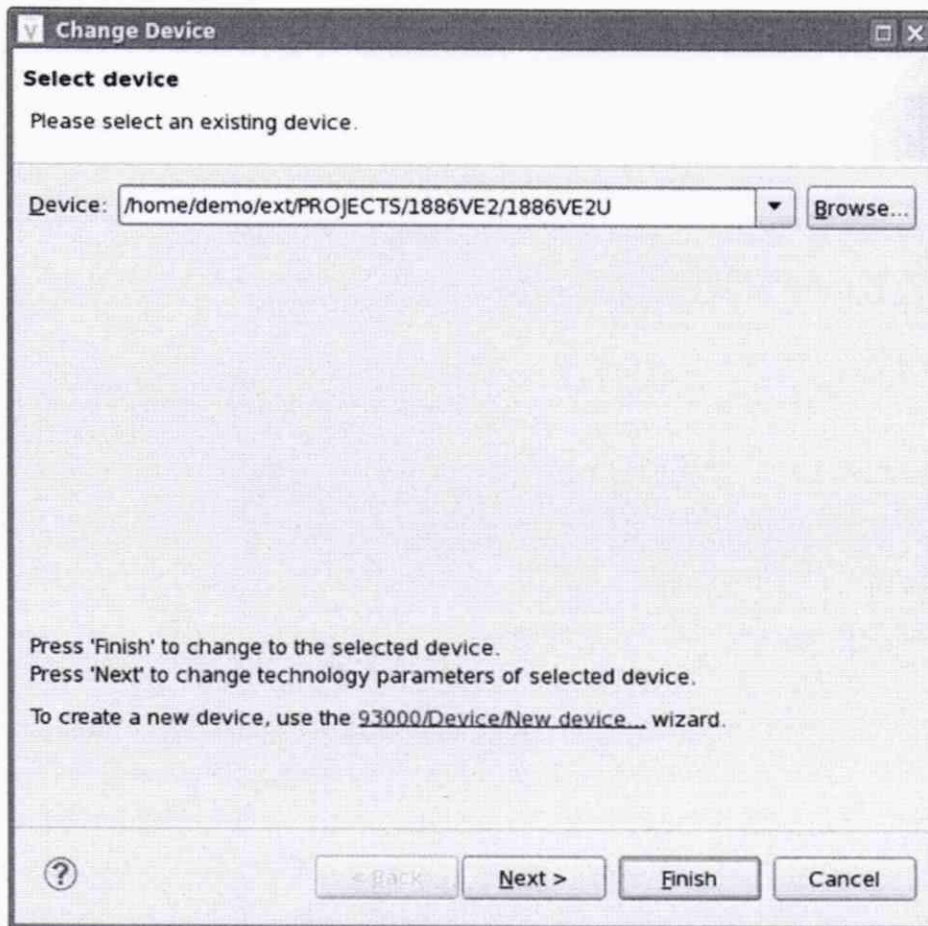 V Change Device
Select device
Please select an existing device.
Device: /home/demo/ext/PROJECTS/1886VE2/1886VE2U Browse...
Press 'Finish' to change to the selected device.
Press 'Next' to change technology parameters of selected device.
To create a new device, use the 93000/Device/New device... wizard.
? < Back Next > Finish Cancel